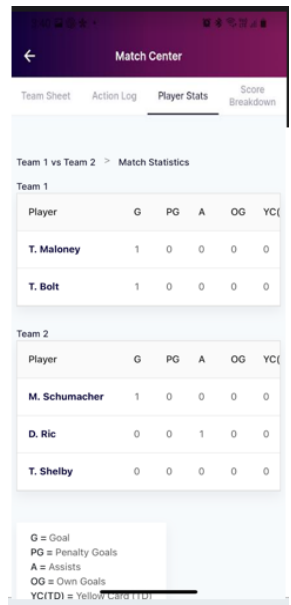 Match Center
Team Sheet Action Log Player Stats Score Breakdown
Team 1 vs Team 2 > Match Statistics
Team 1
Player G PG A OG YC(
T. Maloney 1 0 0 0 0
T. Bolt 1 0 0 0 0
Team 2
Player G PG A OG YC(
M. Schumacher 1 0 0 0 0
D. Ric 0 0 1 0 0
T. Shelby 0 0 0 0 0
G = Goal
PG = Penalty Goals
A = Assists
OG = Own Goals
YC(TD) = Yellow Card (TD)